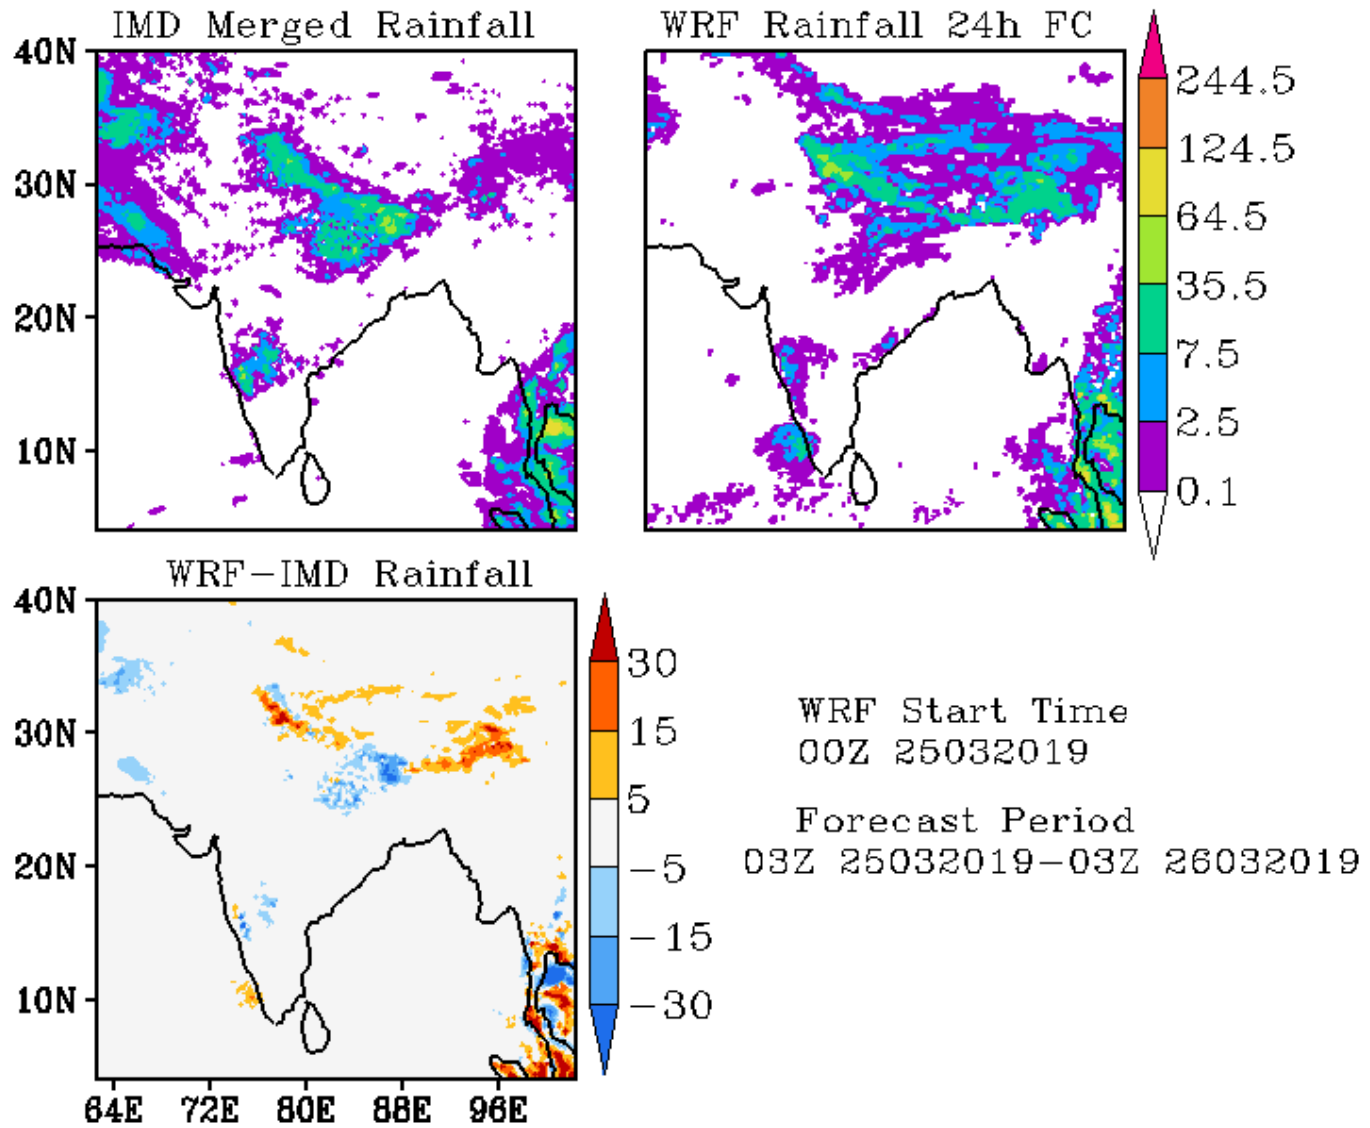 IMD Merged Rainfall
WRF Rainfall 24h FC
40N
30N
20N
10N
244.5
124.5
64.5
35.5
7.5
2.5
0.1
WRF-IMD Rainfall
40N
30N
20N
10N
64E 72E 80E 88E 96E
30
15
5
-5
-15
-30
WRF Start Time
00Z 25032019
Forecast Period
03Z 25032019-03Z 26032019